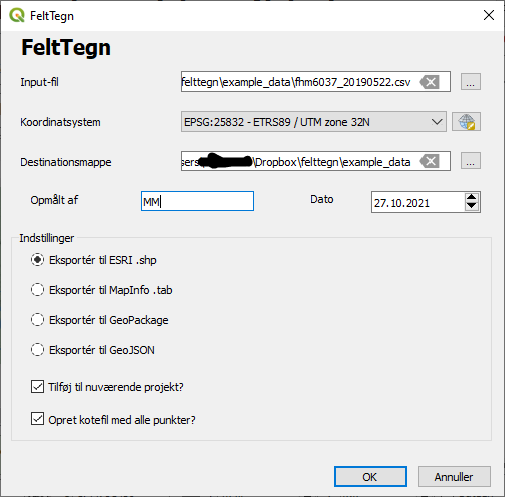 FeltTegn
FeltTegn
Input-fil felttegn\example_data\fhm6037_20190522.csv ...
Koordinatsystem EPSG:25832 - ETRS89 / UTM zone 32N
Destinationsmappe sers\ \Dropbox\felttegn\example_data ...
Opmålt af MM Dato 27.10.2021
Indstillinger
Eksportér til ESRI .shp
Eksportér til MapInfo .tab
Eksportér til GeoPackage
Eksportér til GeoJSON
Tilføj til nuværende projekt?
Opret kotefil med alle punkter?
OK Annuller